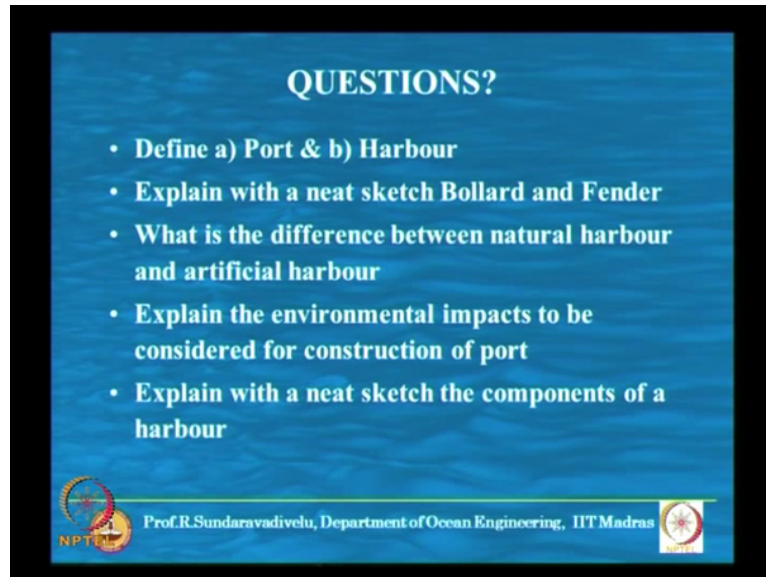 QUESTIONS?
• Define a) Port & b) Harbour
• Explain with a neat sketch Bollard and Fender
• What is the difference between natural harbour
and artificial harbour
• Explain the environmental impacts to be
considered for construction of port
• Explain with a neat sketch the components of a
harbour
Prof.R.Sundaravadivelu, Department of Ocean Engineering, IIT Madras
NPTEL
NPTEL